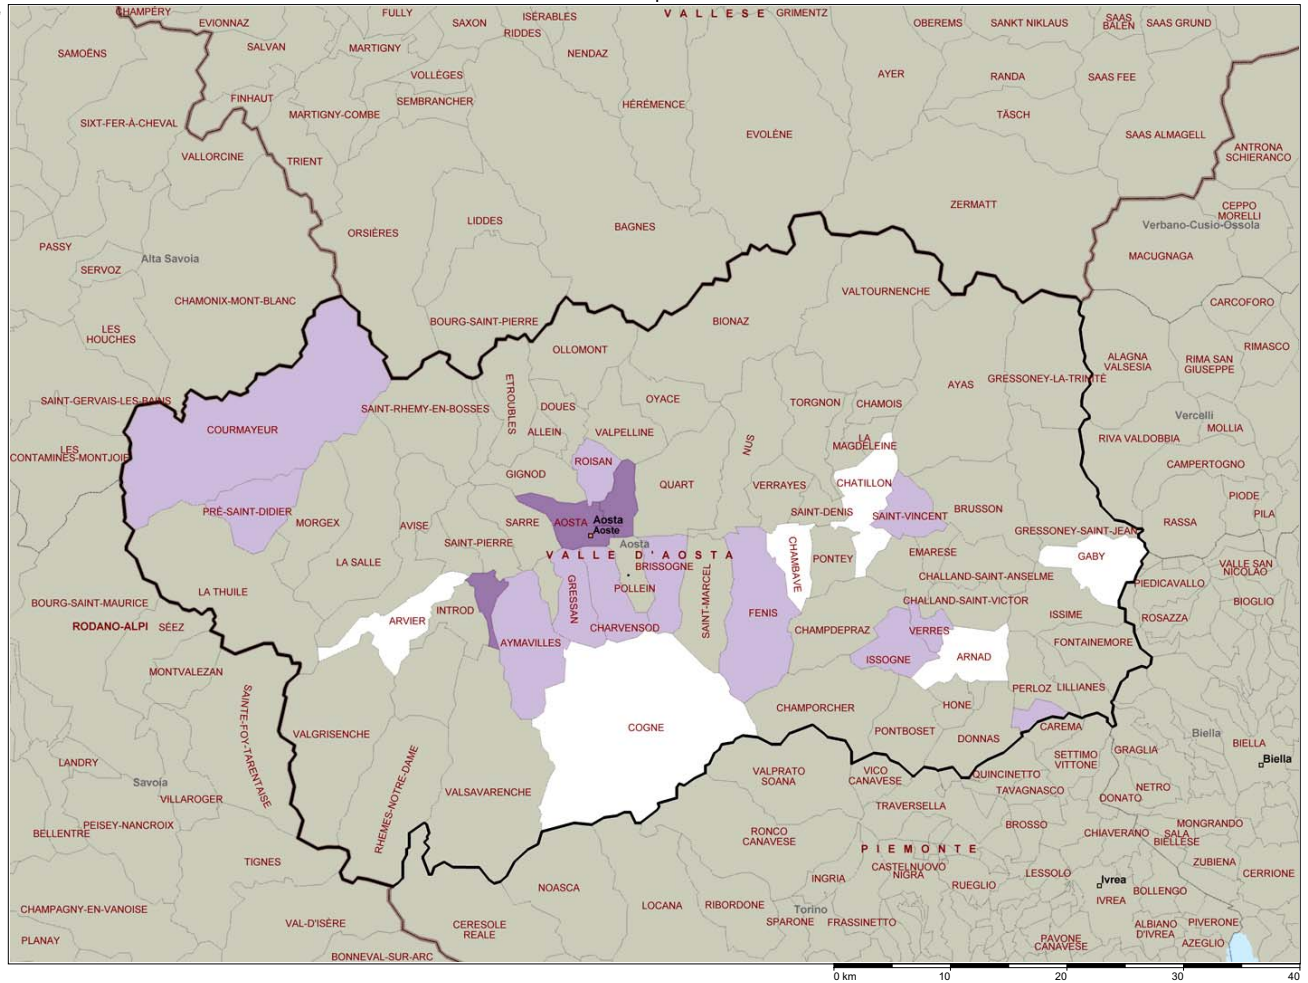 CHAMPÉRY
EVIONNAZ
FULLY
SAXON
ISÉRABLES
RIDDES
VALLESE
GRIMENTZ
OBEREMS
SANKT NIKLAUS
SAAS
BALEN
SAAS GRUND
SAMOËNS
SALVAN
MARTIGNY
NENDAZ
VOLLÈGES
AYER
RANDA
SAAS FEE
FINHAUT
MARTIGNY-COMBE
SEMBRANCHER
HÉRÉMENCE
TÄSCH
SIXT-FER-À-CHEVAL
EVOLÈNE
SAAS ALMAGELL
ANTRONA
SCHIERANCO
VALLORCINE
TRIENT
ZERMATT
CEPPO
MORELLI
Verbano-Cusio-Ossola
LIDDES
BAGNES
ORSIÈRES
PASSY
SERVOZ
Alta Savoia
MACUGNAGA
VALTOURNENCHE
CHAMONIX-MONT-BLANC
CARCOFORO
LES
HOUCHES
BOURG-SAINT-PIERRE
BIONAZ
OLLOMONT
RIMASCO
ALAGNA
VALSESIA
RIMA SAN
GIUSEPPE
AYAS
GRESSONEY-LA-TRINITÉ
SAINT-GERVAIS-LES-BAINS
SAINT-RHEMY-EN-BOSSES
ETROUBLES
DOUES
OYACE
TORGNON
CHAMOIS
Vercelli
MOLLIA
COURMAYEUR
ALLEIN
VALPELLINE
NUS
LA
MAGDELEINE
RIVA VALDOBBIA
LES
CONTAMINES-MONTJOIE
ROISAN
GIGNOD
QUART
VERRAYES
CHATILLON
CAMPERTOGNO
PIODE
PILA
PRÉ-SAINT-DIDIER
MORGEX
AVISE
SARRE
AOSTA
Aosta
Aoste
SAINT-DENIS
SAINT-VINCENT
BRUSSON
RASSA
GRESSONEY-SAINT-JEAN
SAINT-PIERRE
Aosta
VALLE D'AOSTA
CHAMBAVE
PONTEY
EMARESE
GABY
LA SALLE
BRISSOGNE
VALLE SAN
NICOLAO
CHALLAND-SAINT-ANSELME
PIEDICAVALLO
GRESSAN
POLLEIN
SAINT-MARCEL
LA THUILE
BOURG-SAINT-MAURICE
INTROD
FENIS
CHALLAND-SAINT-VICTOR
BIOGLIO
ISSIME
ROSAZZA
RODANO-ALPI
SÉEZ
ARVIER
CHARVENSOD
CHAMPDEPRAZ
VERRES
AYMAVILLES
FONTAINEMORE
ISSOGNE
ARNAD
MONTVALEZAN
PERLOZ
LILLIANES
SAINTE-FOY-TARENTAISE
CHAMPORCHER
HONE
COGNE
CAREMA
VALGRISENCHE
PONTBOSET
DONNAS
Biella
BIELLA
GRAGLIA
Biella
SETTIMO
VITTONE
LANDRY
RHEMES-NOTRE-DAME
VALPRATO
SOANA
VICO
CANAVESE
QUINCINETTO
Savoia
VALSAVARENCHE
TAVAGNASCO
NETRO
DONATO
VILLAROGER
TRAVERSELLA
PEISEY-NANCROIX
BELLENTRE
RONCO
CANAVESE
BROSSO
CHIAVERANO
MONGRANDO
SALA
BIELLESE
PIEMONTE
TIGNES
CASTELNUOVO
NIGRA
ZUBIENA
INGRIA
RUEGLIO
LESSOLO
CERRIONE
Ivrea
NOASCA
BOLLENGO
IVREA
CHAMPAGNY-EN-VANOISE
LOCANA
RIBORDONE
Torino
VAL-D'ISÈRE
CERESOLE
REALE
SPARONE
FRASSINETTO
ALBIANO
D'IVREA
PIVERONE
PLANAY
PAVONE
CANAVESE
AZEGLIO
BONNEVAL-SUR-ARC
0 km
10
20
30
40